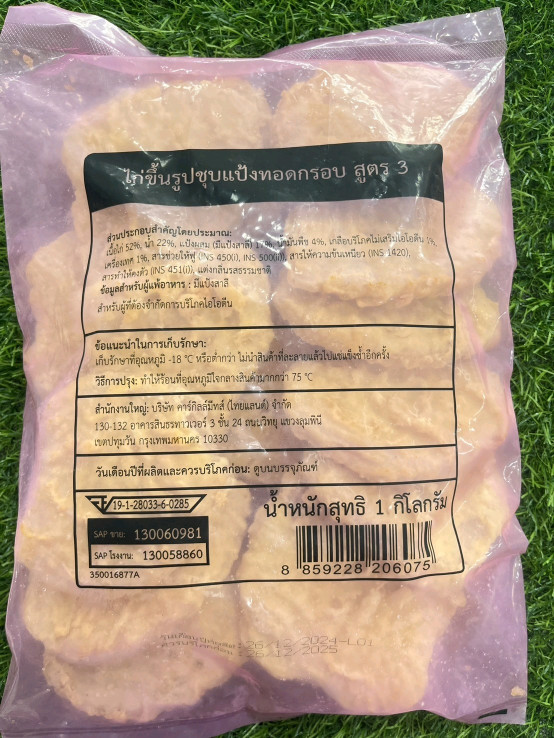 ไก่ขึ้นรูปชุบแป้งทอดกรอบ สูตร 3
ส่วนประกอบสำคัญโดยประมาณ:
เนื้อไก่ 52%, น้ำ 22%, แป้งผสม (มีแป้งสาลี) 17%, น้ำมันพืช 4%, เกลือบริโภคไม่เสริมไอโอดีน 1%,
เครื่องเทศ 1%, สารช่วยให้ฟู (INS 450(i), INS 500(ii), สารให้ความข้นเหนียว (INS 1420),
สารทำให้คงตัว (INS 451(i)), แต่งกลิ่นรสธรรมชาติ
ข้อมูลสำหรับผู้แพ้อาหาร : มีแป้งสาลี
สำหรับผู้ที่ต้องจำกัดการบริโภคไอโอดีน
ข้อแนะนำในการเก็บรักษา:
เก็บรักษาที่อุณหภูมิ -18 °C หรือต่ำกว่า ไม่นำสินค้าที่ละลายแล้วไปแช่แข็งซ้ำอีกครั้ง
วิธีการปรุง: ทำให้ร้อนที่อุณหภูมิใจกลางสินค้ามากกว่า 75 °C
สำนักงานใหญ่: บริษัท คาร์กิลล์มีทส์ (ไทยแลนด์) จำกัด
130-132 อาคารสินธรทาวเวอร์ 3 ชั้น 24 ถนนวิทยุ แขวงลุมพินี
เขตปทุมวัน กรุงเทพมหานคร 10330
วันเดือนปีที่ผลิตและควรบริโภคก่อน: ดูบนบรรจุภัณฑ์
19-1-28033-6-0285
น้ำหนักสุทธิ 1 กิโลกรัม
SAP ขาย: 130060981
SAP โรงงาน: 130058860
8 859228 206075
350016877A
26/12/2024-L01
26/12/2025